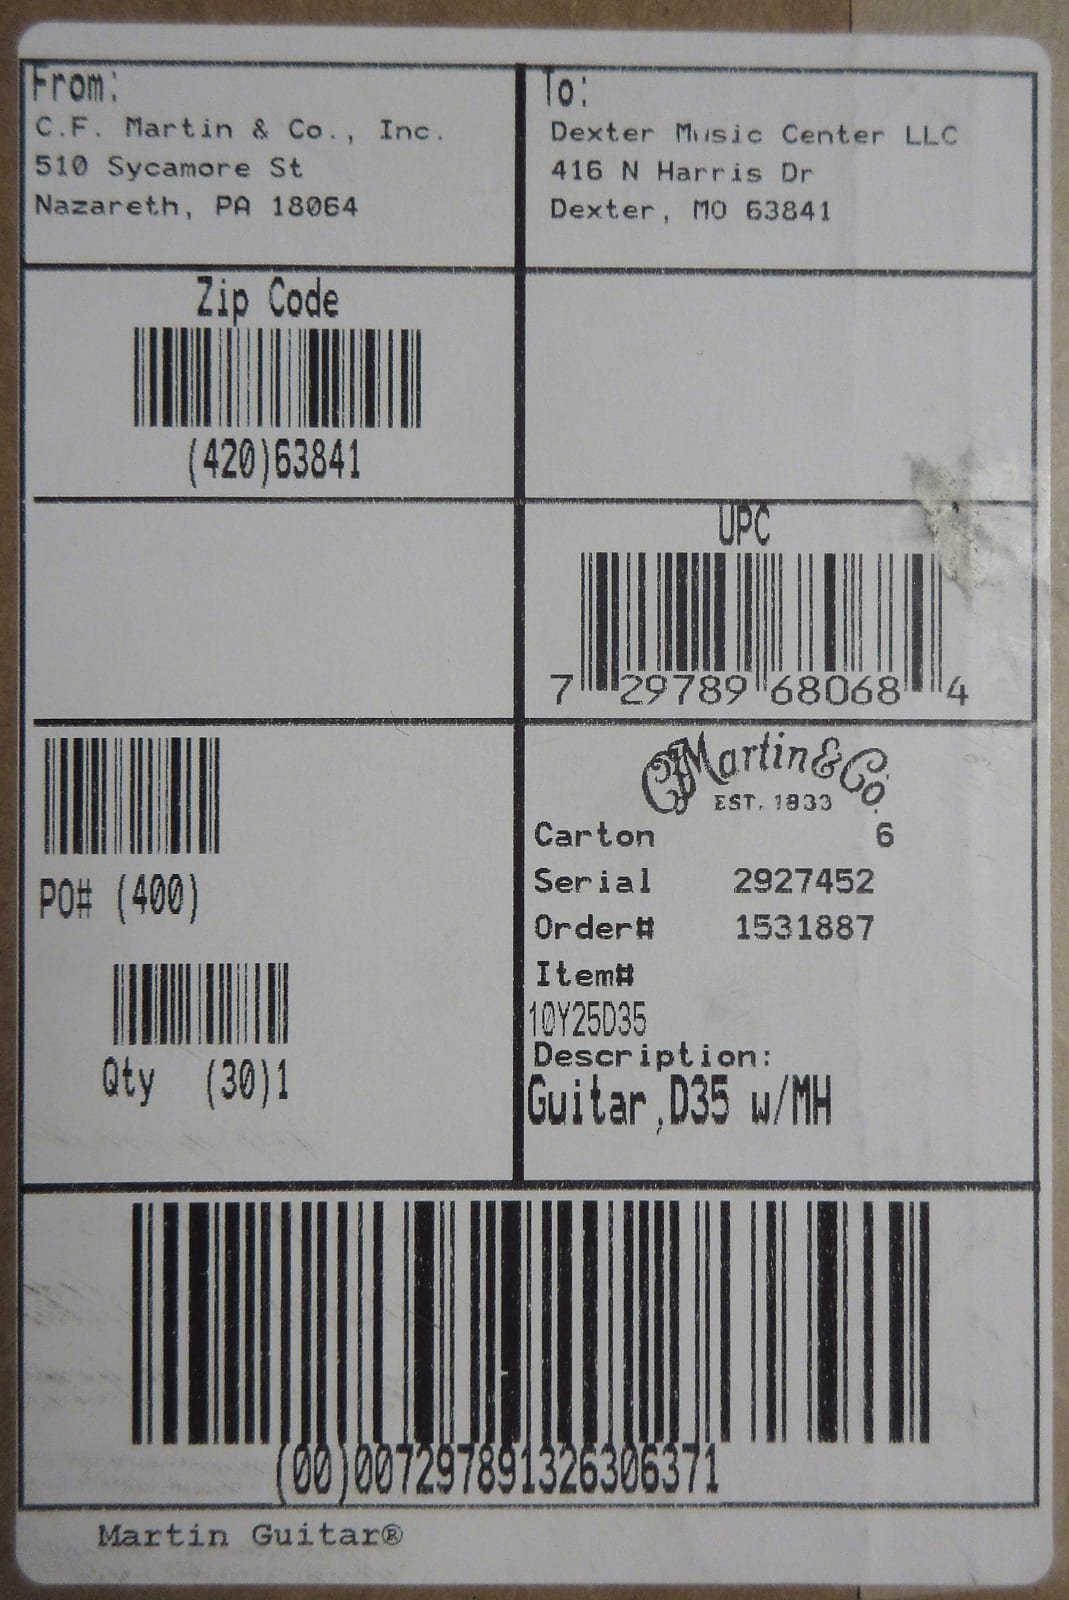 From:
C.F. Martin & Co., Inc.
510 Sycamore St
Nazareth, PA 18064
To:
Dexter Music Center LLC
416 N Harris Dr
Dexter, MO 63841
Zip Code
(420)63841
UPC
7 29789 68068 4
PO# (400)
Qty (30)1
CF Martin & Co.
EST. 1833
Carton 6
Serial 2927452
Order# 1531887
Item#
10Y25D35
Description:
Guitar,D35 w/MH
(00)007297891326306371
Martin Guitar®